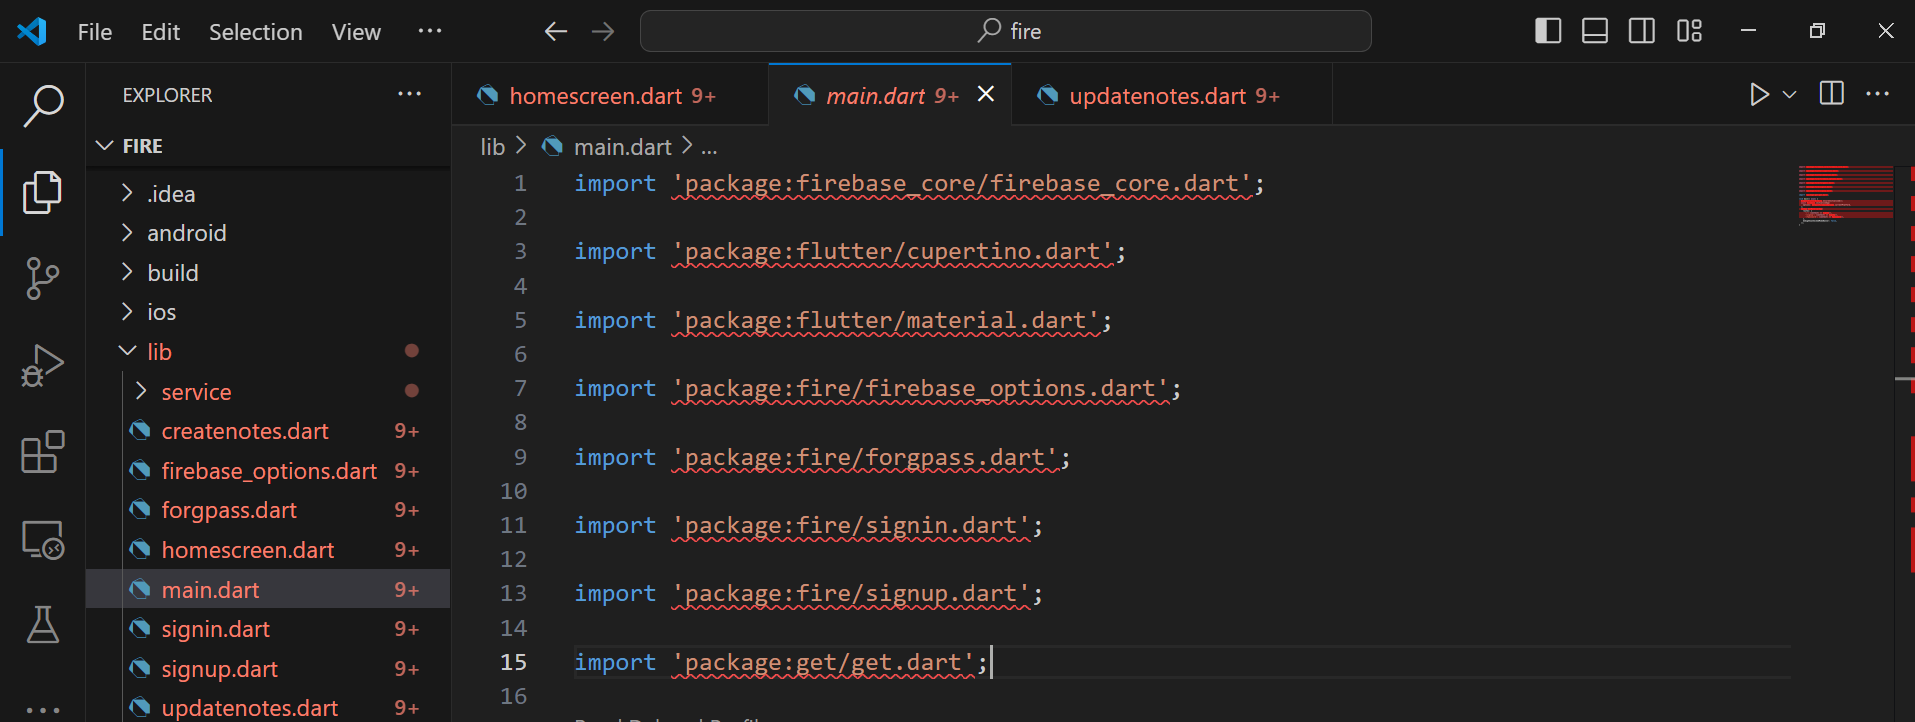 File Edit Selection View ...
fire
EXPLORER ...
FIRE
.idea
android
build
ios
lib
service
createnotes.dart 9+
firebase_options.dart 9+
forgpass.dart 9+
homescreen.dart 9+
main.dart 9+
signin.dart 9+
signup.dart 9+
updatenotes.dart 9+
homescreen.dart 9+
main.dart 9+
updatenotes.dart 9+
lib > main.dart > ...
1 import 'package:firebase_core/firebase_core.dart';
2
3 import 'package:flutter/cupertino.dart';
4
5 import 'package:flutter/material.dart';
6
7 import 'package:fire/firebase_options.dart';
8
9 import 'package:fire/forgpass.dart';
10
11 import 'package:fire/signin.dart';
12
13 import 'package:fire/signup.dart';
14
15 import 'package:get/get.dart';
16